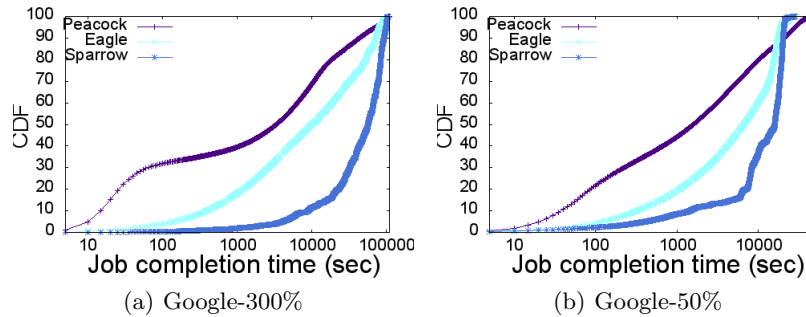 CDF
100
90
80
70
60
50
40
30
20
10
0
Peacock
Eagle
Sparrow
10 100 1000 10000 100000
Job completion time (sec)
(a) Google-300%
CDF
100
90
80
70
60
50
40
30
20
10
0
Peacock
Eagle
Sparrow
10 100 1000 10000
Job completion time (sec)
(b) Google-50%